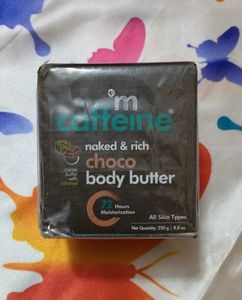 m
caffeine®
naked & rich
choco
body butter
cocoa
butter
with
caramel
72 Hours
Moisturization
All Skin Types
Net Quantity: 250 g | 8.8 oz